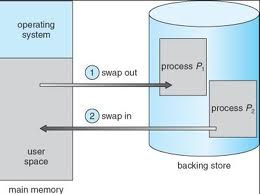 operating
system
1 swap out
process P1
process P2
2 swap in
user
space
backing store
main memory